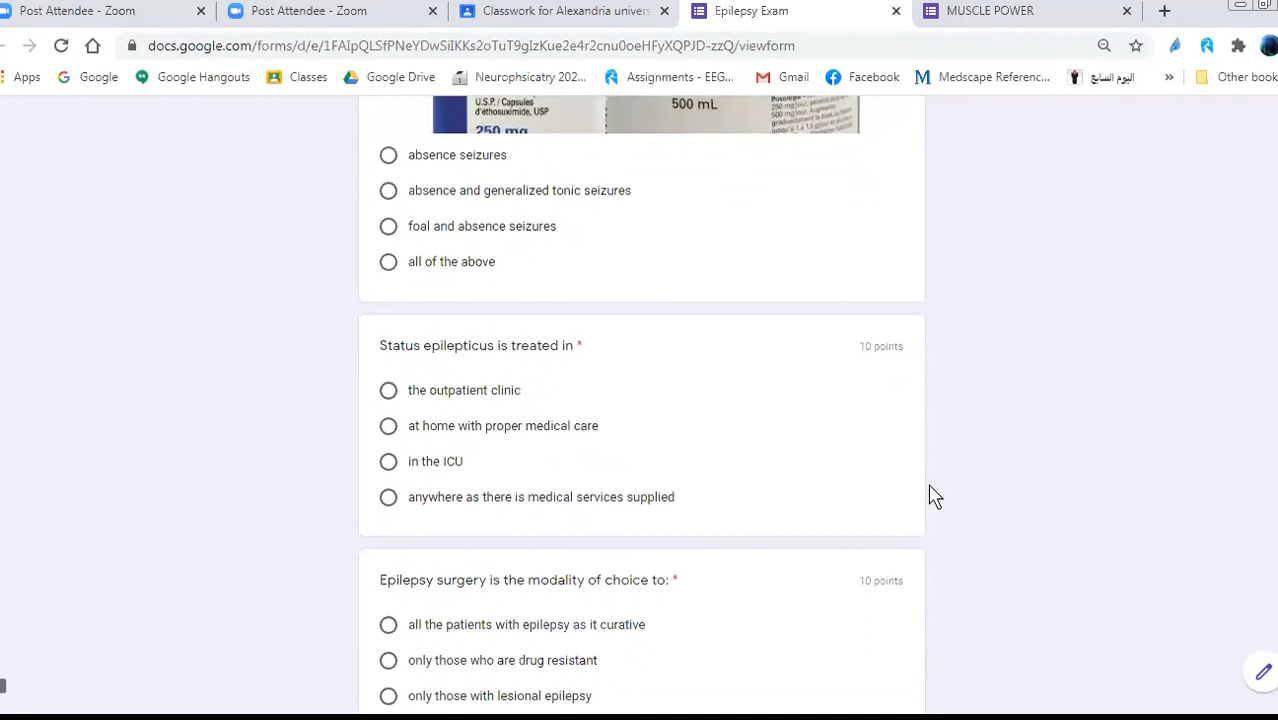 Post Attendee - Zoom
Post Attendee - Zoom
Classwork for Alexandria univers
Epilepsy Exam
MUSCLE POWER
docs.google.com/forms/d/e/1FAIpQLSfPNeYDwSiIKKs2oTuT9gIzKue2e4r2cnu0oeHFyXQPJD-zzQ/viewform
Apps Google Google Hangouts Classes Google Drive Neurophsicatry 202... Assignments - EEG... Gmail Facebook Medscape Referenc... اليوم السابع » Other book
U.S.P. / Capsules
d'éthosuximide, USP
250 mg
500 mL
absence seizures
absence and generalized tonic seizures
foal and absence seizures
all of the above
Status epilepticus is treated in *
10 points
the outpatient clinic
at home with proper medical care
in the ICU
anywhere as there is medical services supplied
Epilepsy surgery is the modality of choice to: *
10 points
all the patients with epilepsy as it curative
only those who are drug resistant
only those with lesional epilepsy